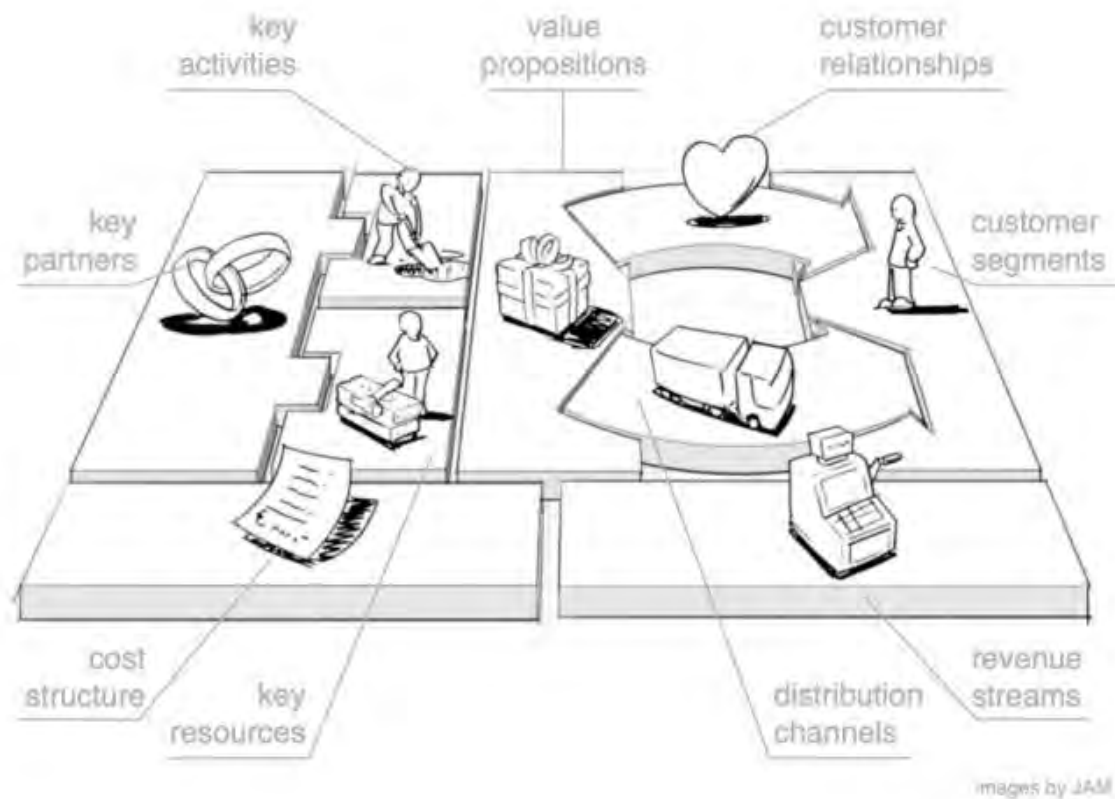 key
activities
value
propositions
customer
relationships
key
partners
customer
segments
cost
structure
key
resources
distribution
channels
revenue
streams
images by JAM